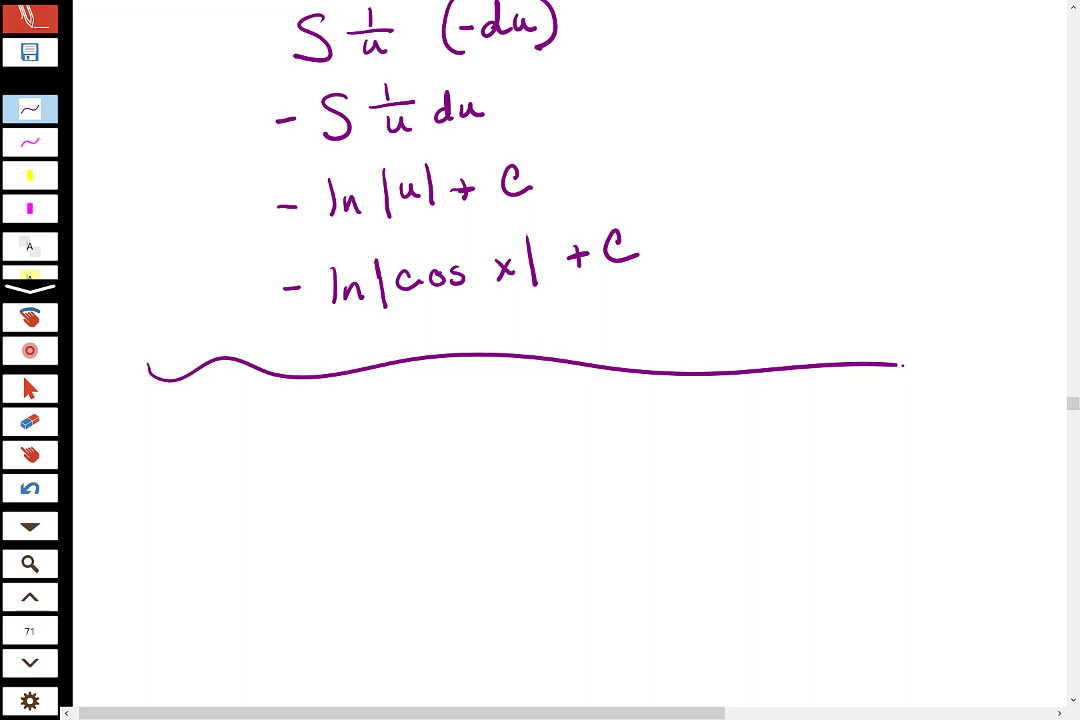 ∫ 1/u (-du)
- ∫ 1/u du
- ln |u| + C
- ln |cos x| + C
A
71